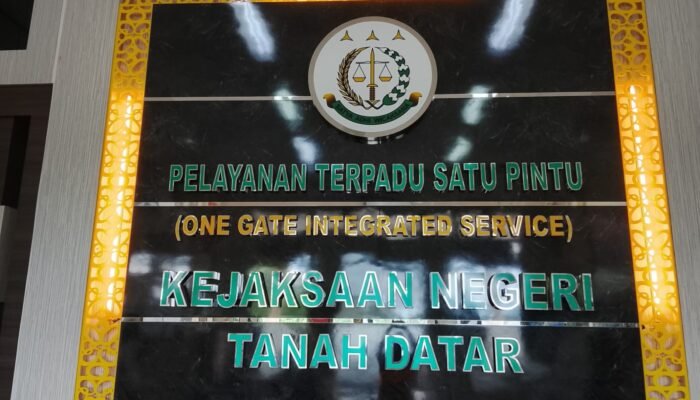 PELAYANAN TERPADU SATU PINTU
(ONE GATE INTEGRATED SERVICE)
KEJAKSAAN NEGERI
TANAH DATAR